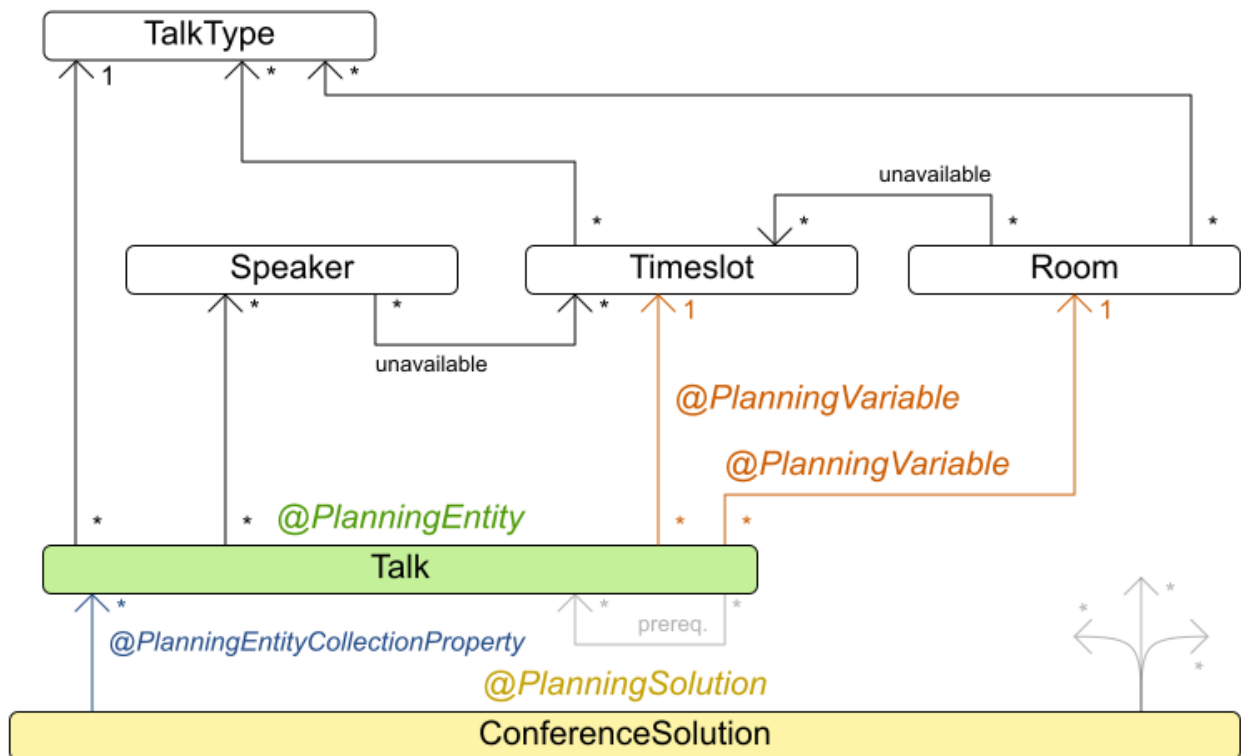 TalkType
1
*
*
unavailable
*
*
*
*
Speaker
Timeslot
Room
*
*
*
1
1
unavailable
@PlanningVariable
@PlanningVariable
*
*
@PlanningEntity
*
*
Talk
*
*
*
*
*
prereq.
@PlanningEntityCollectionProperty
*
@PlanningSolution
ConferenceSolution